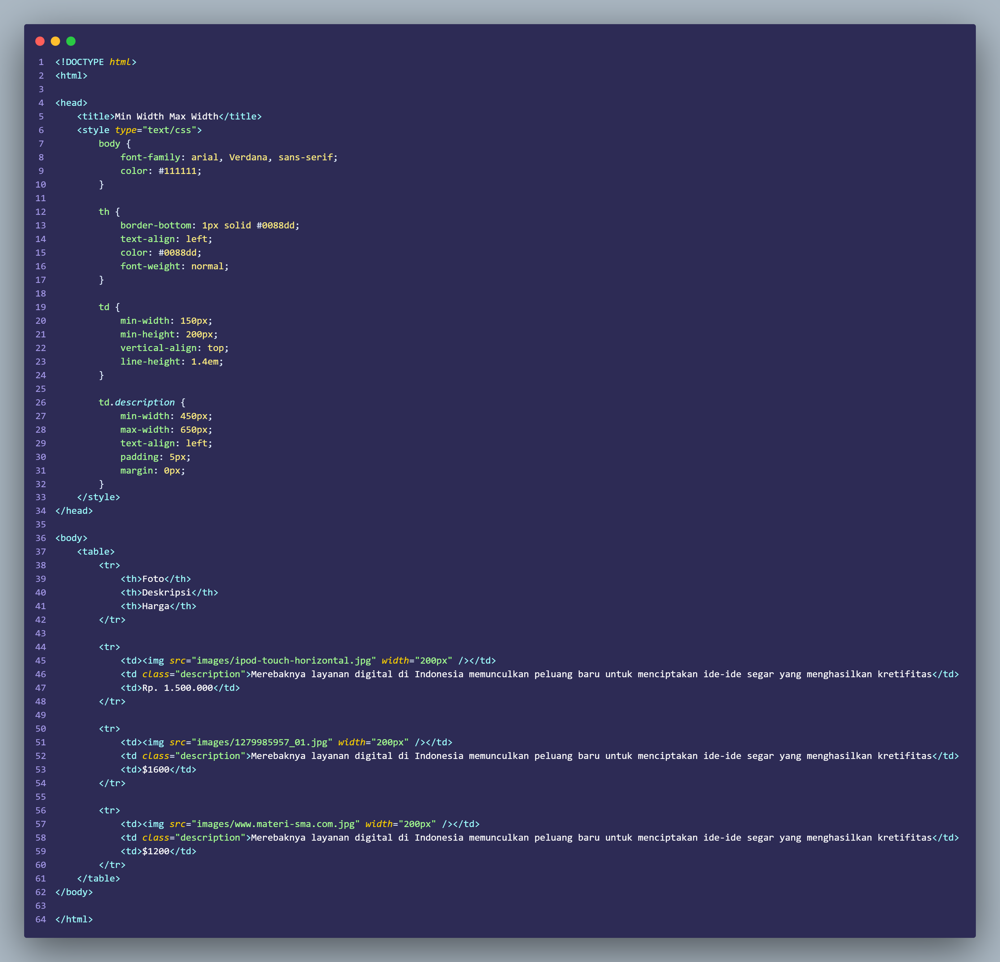 1 <!DOCTYPE html>
2 <html>
3
4 <head>
5     <title>Min Width Max Width</title>
6     <style type="text/css">
7         body {
8             font-family: arial, Verdana, sans-serif;
9             color: #111111;
10         }
11
12         th {
13             border-bottom: 1px solid #0088dd;
14             text-align: left;
15             color: #0088dd;
16             font-weight: normal;
17         }
18
19         td {
20             min-width: 150px;
21             min-height: 200px;
22             vertical-align: top;
23             line-height: 1.4em;
24         }
25
26         td.description {
27             min-width: 450px;
28             max-width: 650px;
29             text-align: left;
30             padding: 5px;
31             margin: 0px;
32         }
33     </style>
34 </head>
35
36 <body>
37     <table>
38         <tr>
39             <th>Foto</th>
40             <th>Deskripsi</th>
41             <th>Harga</th>
42         </tr>
43
44         <tr>
45             <td><img src="images/ipod-touch-horizontal.jpg" width="200px" /></td>
46             <td class="description">Merebaknya layanan digital di Indonesia memunculkan peluang baru untuk menciptakan ide-ide segar yang menghasilkan kretifitas</td>
47             <td>Rp. 1.500.000</td>
48         </tr>
49
50         <tr>
51             <td><img src="images/1279985957_01.jpg" width="200px" /></td>
52             <td class="description">Merebaknya layanan digital di Indonesia memunculkan peluang baru untuk menciptakan ide-ide segar yang menghasilkan kretifitas</td>
53             <td>$1600</td>
54         </tr>
55
56         <tr>
57             <td><img src="images/www.materi-sma.com.jpg" width="200px" /></td>
58             <td class="description">Merebaknya layanan digital di Indonesia memunculkan peluang baru untuk menciptakan ide-ide segar yang menghasilkan kretifitas</td>
59             <td>$1200</td>
60         </tr>
61     </table>
62 </body>
63
64 </html>